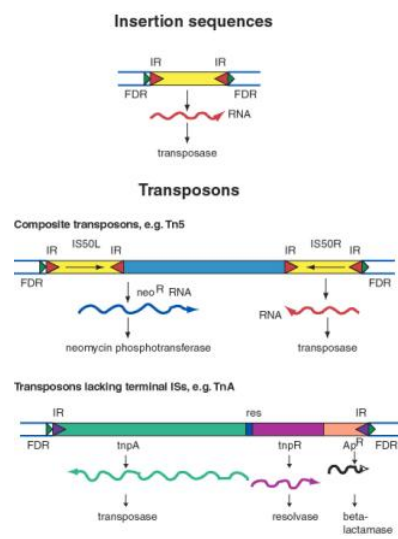 Insertion sequences
IR IR
FDR FDR
RNA
transposase
Transposons
Composite transposons, e.g. Tn5
IR IS50L IR IR IS50R IR
FDR FDR
neoR RNA RNA
neomycin phosphotransferase transposase
Transposons lacking terminal ISs, e.g. TnA
IR res IR
FDR tnpA tnpR ApR FDR
transposase resolvase beta-
lactamase